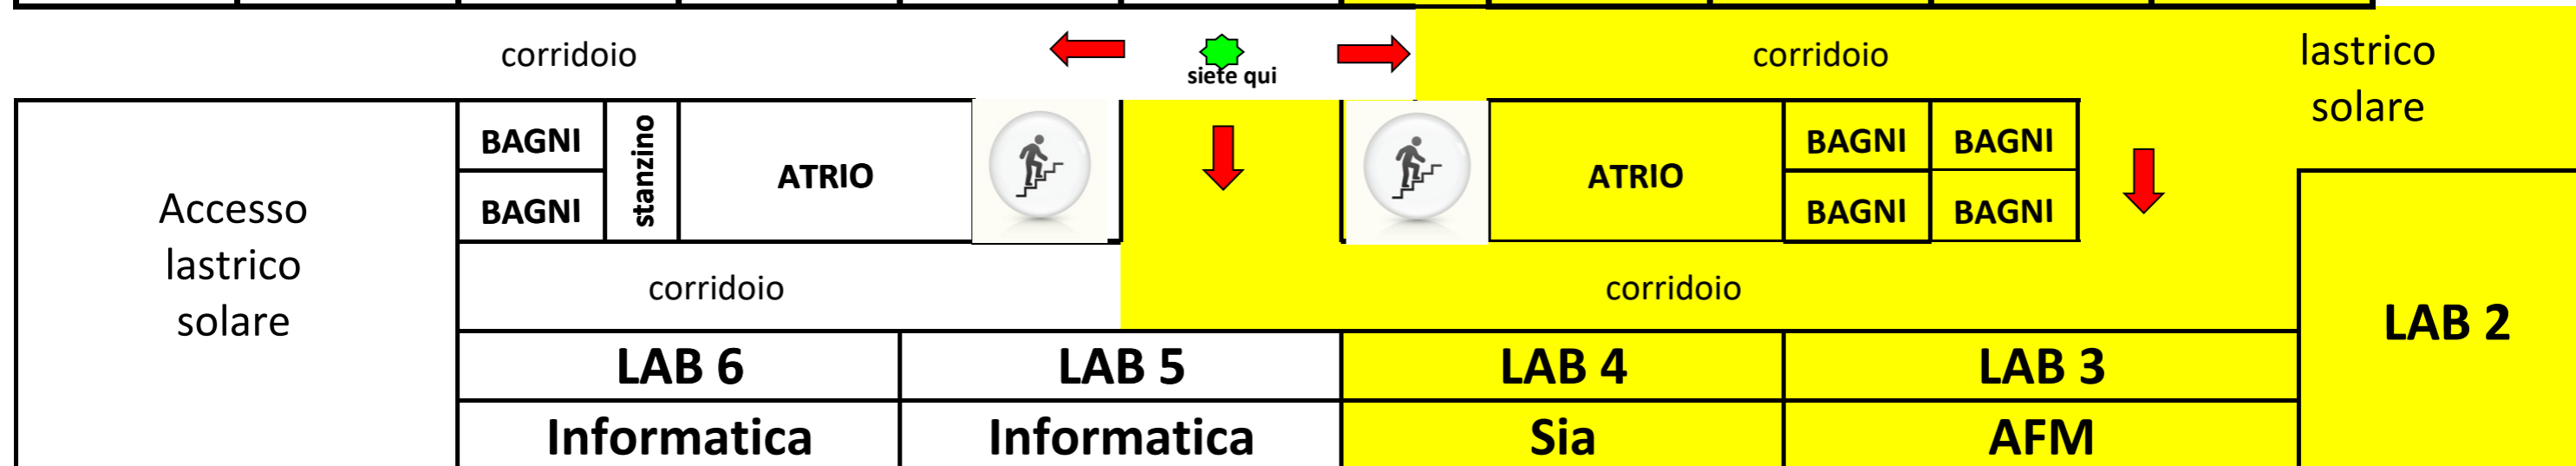 corridoio
siete qui
corridoio
lastrico
solare
Accesso
lastrico
solare
BAGNI
BAGNI
stanzino
ATRIO
ATRIO
BAGNI
BAGNI
BAGNI
BAGNI
corridoio
corridoio
LAB 2
LAB 6
LAB 5
LAB 4
LAB 3
Informatica
Informatica
Sia
AFM